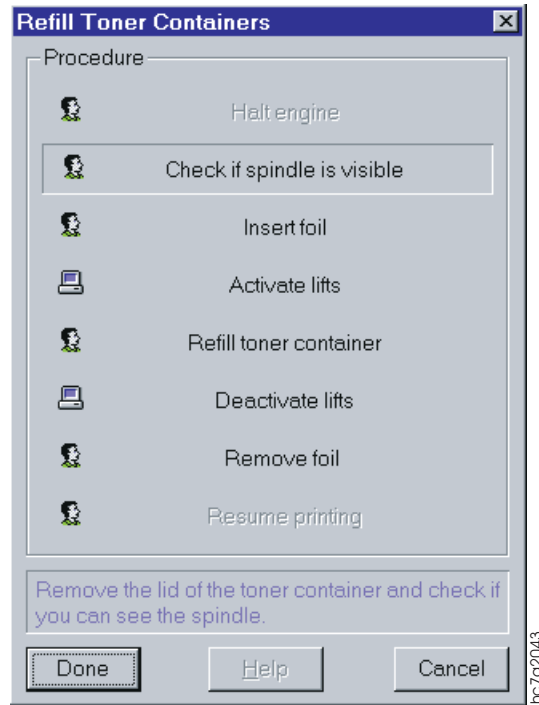 Refill Toner Containers
Procedure
Halt engine
Check if spindle is visible
Insert foil
Activate lifts
Refill toner container
Deactivate lifts
Remove foil
Resume printing
Remove the lid of the toner container and check if
you can see the spindle.
Done
Help
Cancel
hc7q2043